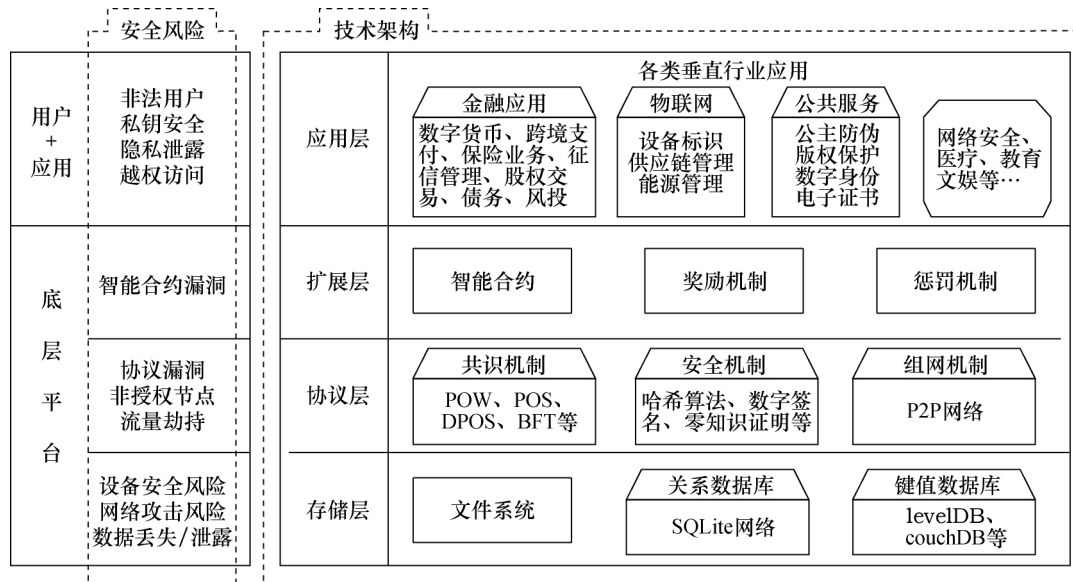 安全风险
技术架构
用户
+
应用
非法用户
私钥安全
隐私泄露
越权访问
应用层
各类垂直行业应用
金融应用
数字货币、跨境支
付、保险业务、征
信管理、股权交
易、债务、风投
物联网
设备标识
供应链管理
能源管理
公共服务
公主防伪
版权保护
数字身份
电子证书
网络安全、
医疗、教育
文娱等…
底
层
平
台
智能合约漏洞
扩展层
智能合约
奖励机制
惩罚机制
协议漏洞
非授权节点
流量劫持
协议层
共识机制
POW、POS、
DPOS、BFT等
安全机制
哈希算法、数字签
名、零知识证明等
组网机制
P2P网络
设备安全风险
网络攻击风险
数据丢失/泄露
存储层
文件系统
关系数据库
SQLite网络
键值数据库
levelDB、
couchDB等